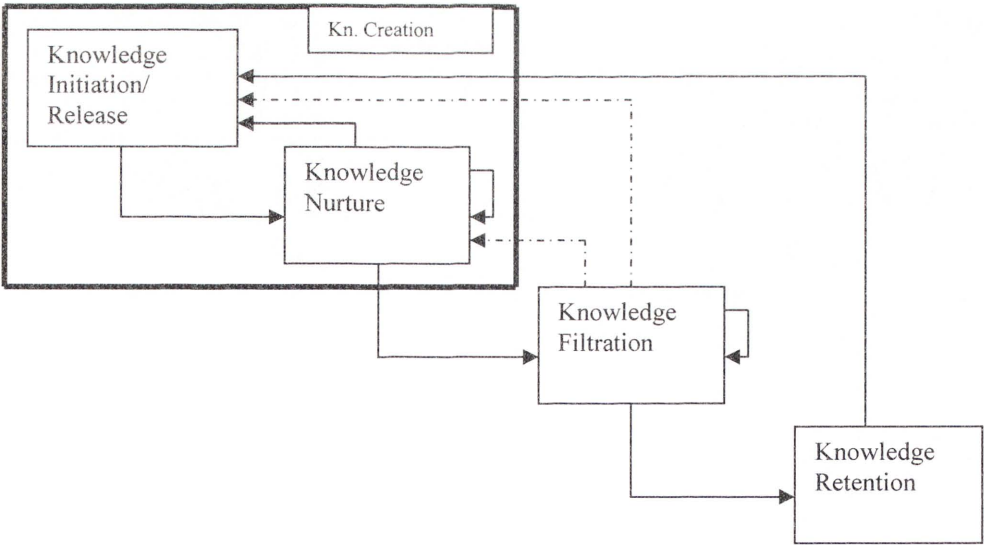 Kn. Creation
Knowledge
Initiation/
Release
Knowledge
Nurture
Knowledge
Filtration
Knowledge
Retention